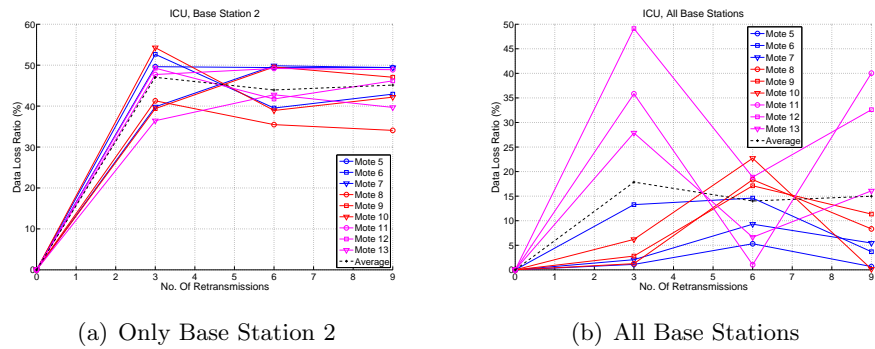 ICU, Base Station 2
60
50
40
30
20
10
0
0 1 2 3 4 5 6 7 8 9
Data Loss Ratio (%)
No. Of Retransmissions
Mote 5
Mote 6
Mote 7
Mote 8
Mote 9
Mote 10
Mote 11
Mote 12
Mote 13
Average
(a) Only Base Station 2
ICU, All Base Stations
50
45
40
35
30
25
20
15
10
5
0
0 1 2 3 4 5 6 7 8 9
Data Loss Ratio (%)
No. Of Retransmissions
Mote 5
Mote 6
Mote 7
Mote 8
Mote 9
Mote 10
Mote 11
Mote 12
Mote 13
Average
(b) All Base Stations